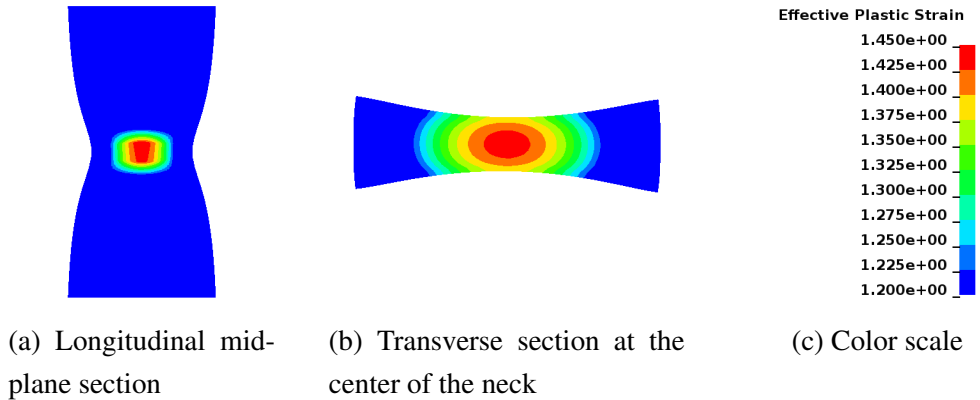 Effective Plastic Strain
1.450e+00
1.425e+00
1.400e+00
1.375e+00
1.350e+00
1.325e+00
1.300e+00
1.275e+00
1.250e+00
1.225e+00
1.200e+00
(a) Longitudinal mid-
plane section
(b) Transverse section at the
center of the neck
(c) Color scale